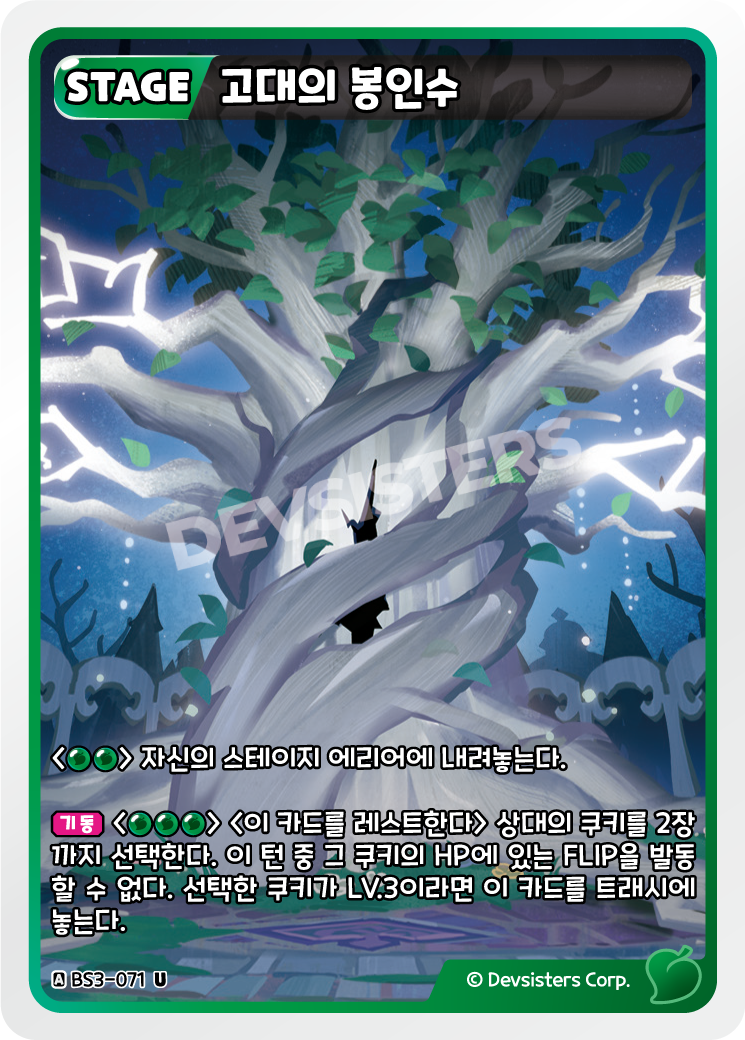 STAGE 고대의 봉인수
DEVSISTERS
< > 자신의 스테이지 에리어에 내려놓는다.
기동 < > <이 카드를 레스트한다> 상대의 쿠키를 2장
까지 선택한다. 이 턴 중 그 쿠키의 HP에 있는 FLIP을 발동
할 수 없다. 선택한 쿠키가 LV.3이라면 이 카드를 트래시에
놓는다.
A BS3-071 U
© Devsisters Corp.